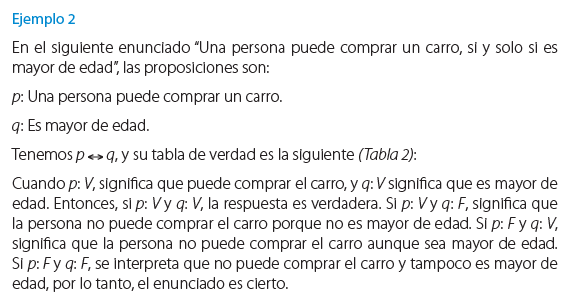 Ejemplo 2
En el siguiente enunciado “Una persona puede comprar un carro, si y solo si es
mayor de edad”, las proposiciones son:
p: Una persona puede comprar un carro.
q: Es mayor de edad.
Tenemos p ↔ q, y su tabla de verdad es la siguiente (Tabla 2):
Cuando p: V, significa que puede comprar el carro, y q: V significa que es mayor de
edad. Entonces, si p: V y q: V, la respuesta es verdadera. Si p: V y q: F, significa que
la persona no puede comprar el carro porque no es mayor de edad. Si p: F y q: V,
significa que la persona no puede comprar el carro aunque sea mayor de edad.
Si p: F y q: F, se interpreta que no puede comprar el carro y tampoco es mayor de
edad, por lo tanto, el enunciado es cierto.